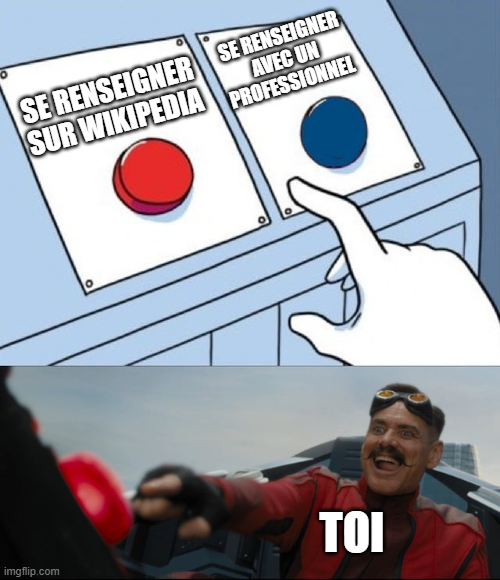 SE RENSEIGNER
SUR WIKIPEDIA
SE RENSEIGNER
AVEC UN
PROFESSIONNEL
TOI
imgflip.com